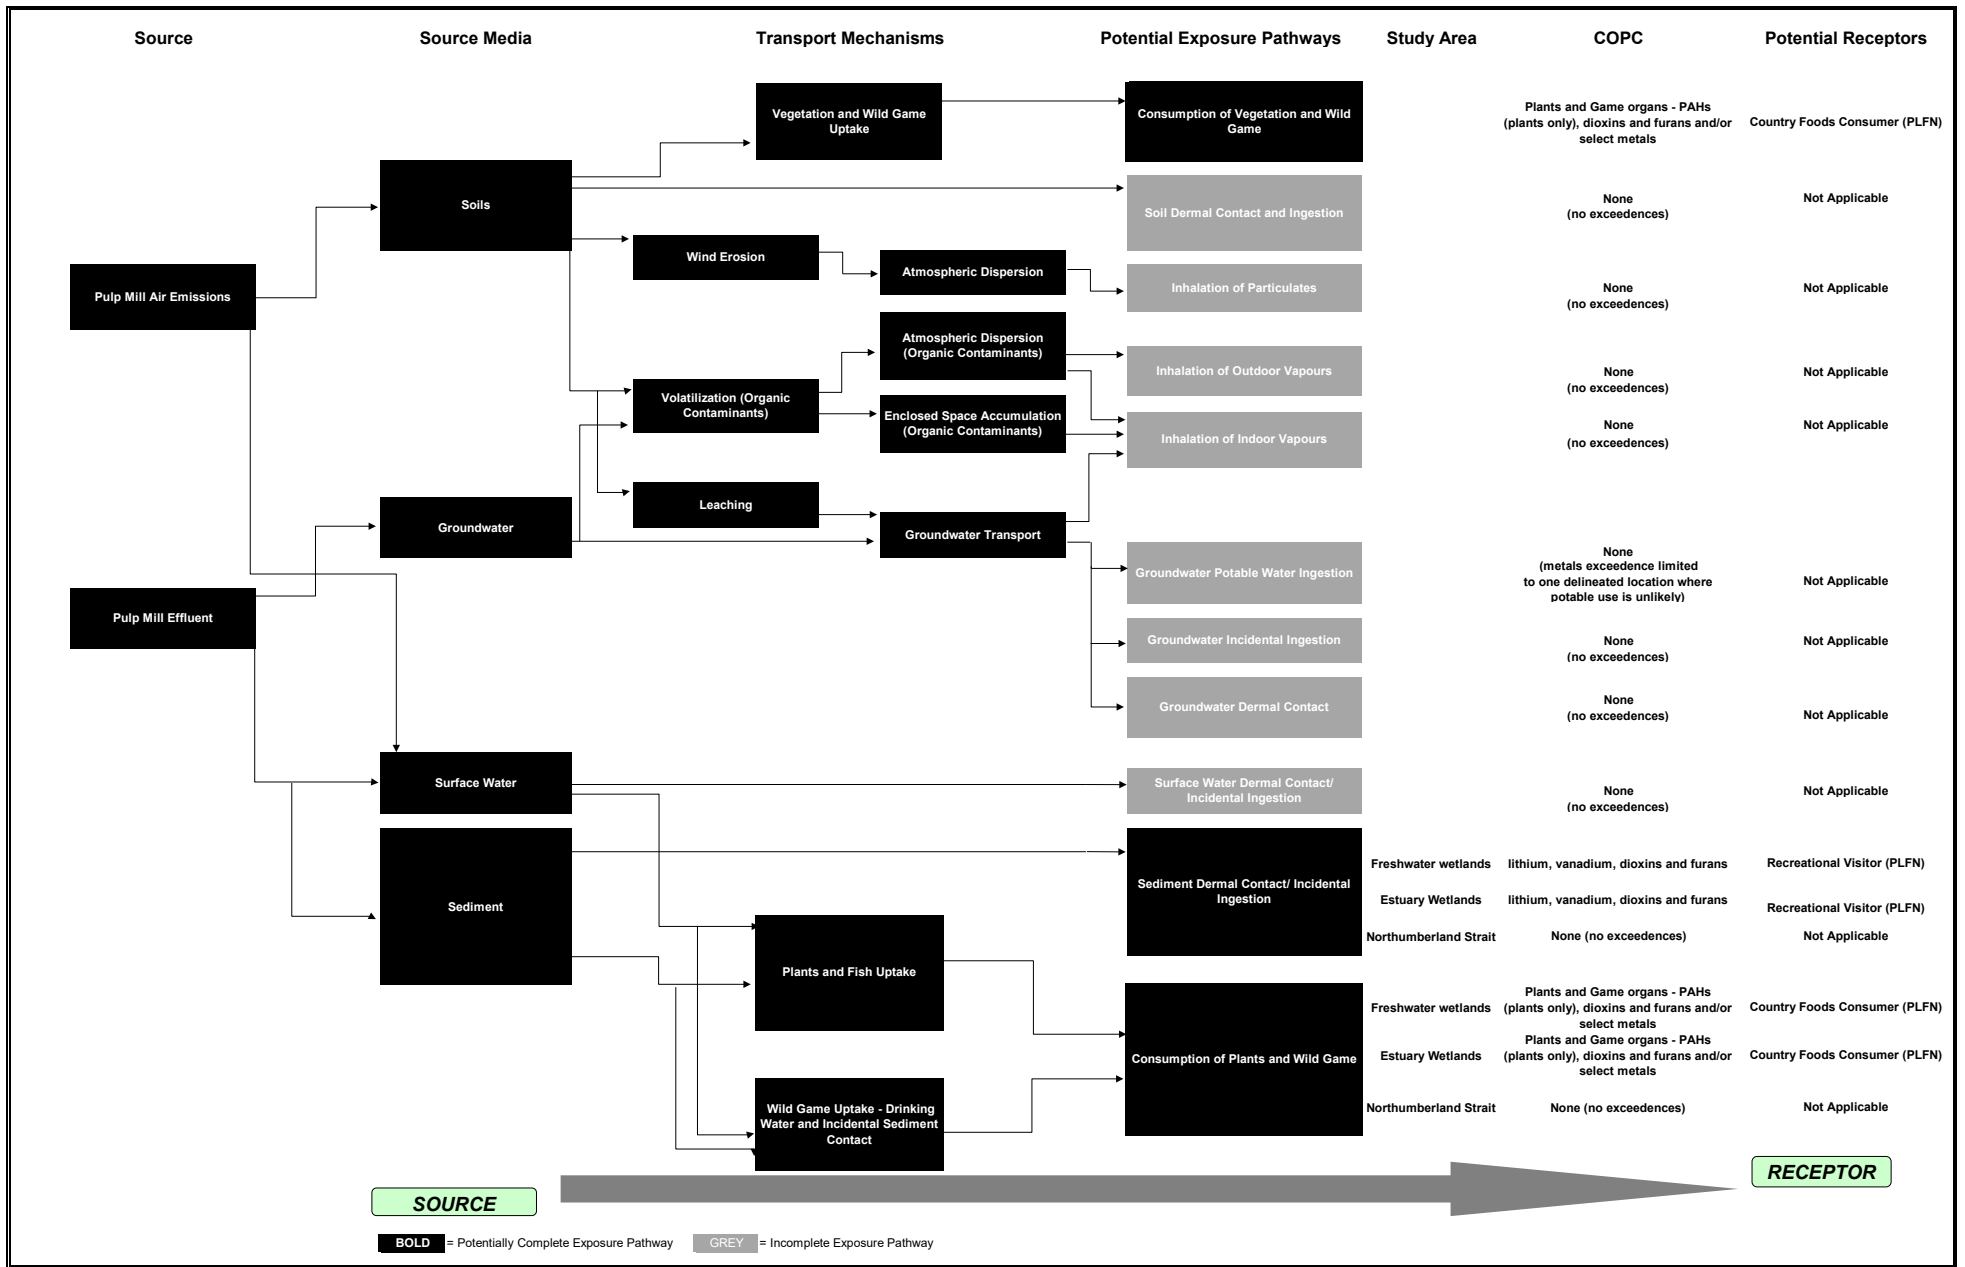 Source
Source Media
Transport Mechanisms
Potential Exposure Pathways
Study Area
COPC
Potential Receptors
Vegetation and Wild Game
Uptake
Consumption of Vegetation and Wild
Game
Plants and Game organs - PAHs
(plants only), dioxins and furans and/or
select metals
Country Foods Consumer (PLFN)
Soils
Soil Dermal Contact and Ingestion
None
(no exceedences)
Not Applicable
Wind Erosion
Atmospheric Dispersion
Pulp Mill Air Emissions
Inhalation of Particulates
None
(no exceedences)
Not Applicable
Atmospheric Dispersion
(Organic Contaminants)
Inhalation of Outdoor Vapours
None
(no exceedences)
Not Applicable
Volatilization (Organic
Contaminants)
Enclosed Space Accumulation
(Organic Contaminants)
Inhalation of Indoor Vapours
None
(no exceedences)
Not Applicable
Leaching
Groundwater
Groundwater Transport
Groundwater Potable Water Ingestion
None
(metals exceedence limited
to one delineated location where
potable use is unlikely)
Not Applicable
Pulp Mill Effluent
Groundwater Incidental Ingestion
None
(no exceedences)
Not Applicable
Groundwater Dermal Contact
None
(no exceedences)
Not Applicable
Surface Water
Surface Water Dermal Contact/
Incidental Ingestion
None
(no exceedences)
Not Applicable
Sediment
Sediment Dermal Contact/ Incidental
Ingestion
Freshwater wetlands
lithium, vanadium, dioxins and furans
Recreational Visitor (PLFN)
Estuary Wetlands
lithium, vanadium, dioxins and furans
Recreational Visitor (PLFN)
Northumberland Strait
None (no exceedences)
Not Applicable
Plants and Fish Uptake
Consumption of Plants and Wild Game
Freshwater wetlands
Plants and Game organs - PAHs
(plants only), dioxins and furans and/or
select metals
Country Foods Consumer (PLFN)
Estuary Wetlands
Plants and Game organs - PAHs
(plants only), dioxins and furans and/or
select metals
Country Foods Consumer (PLFN)
Northumberland Strait
None (no exceedences)
Not Applicable
Wild Game Uptake - Drinking
Water and Incidental Sediment
Contact
SOURCE
RECEPTOR
BOLD = Potentially Complete Exposure Pathway
GREY = Incomplete Exposure Pathway